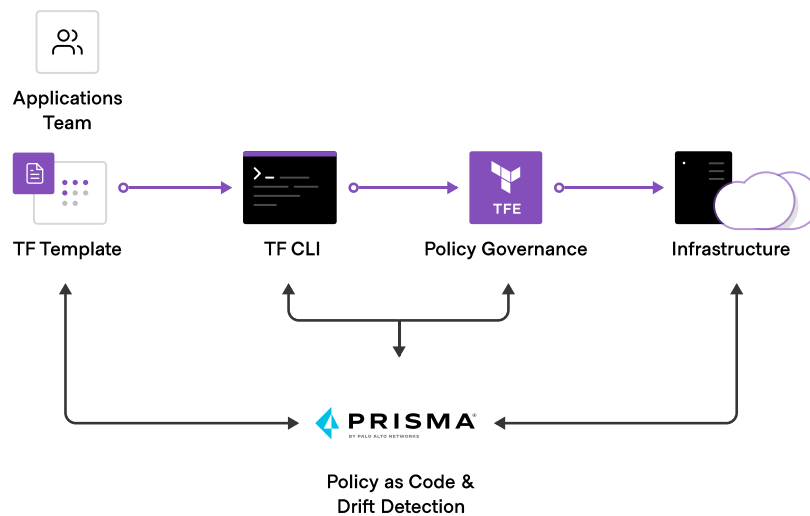 Applications
Team
TFE
TF Template
TF CLI
Policy Governance
Infrastructure
PRISMA®
BY PALO ALTO NETWORKS
Policy as Code &
Drift Detection